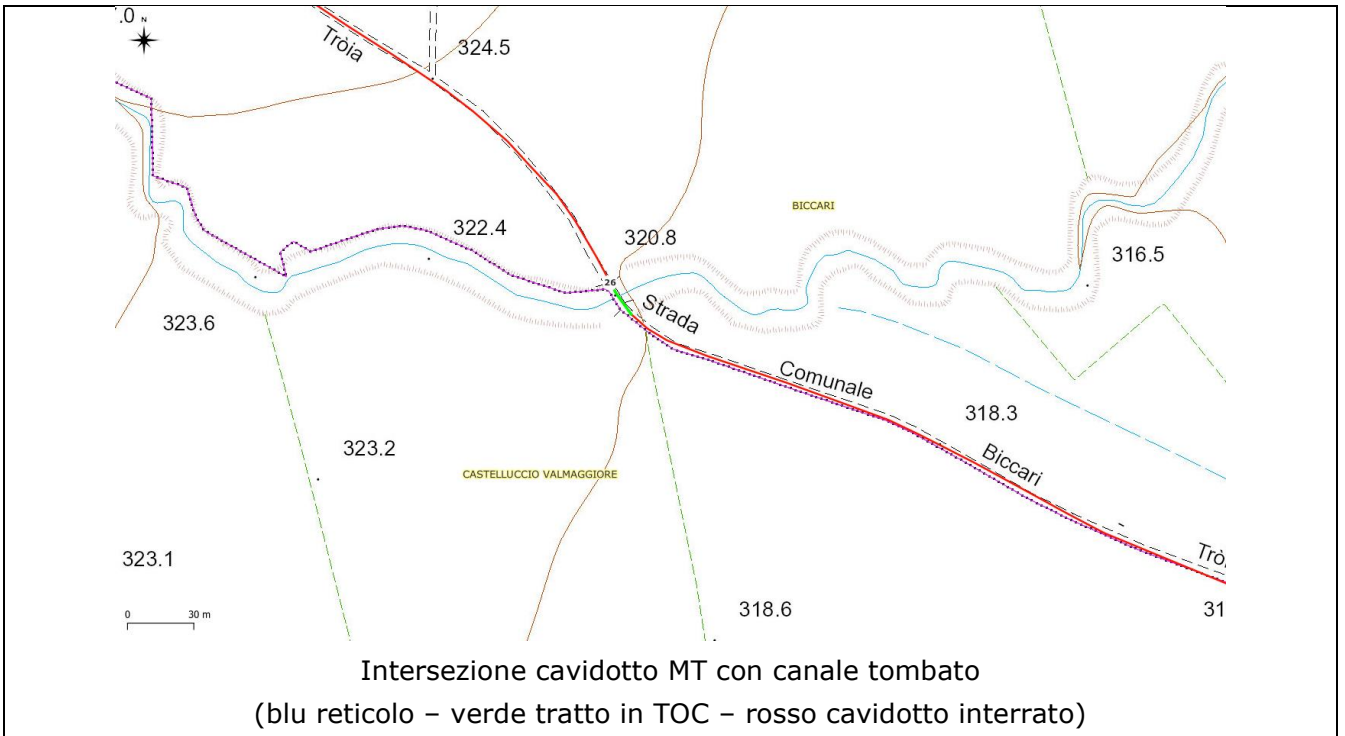 7.0 N
Tròia
324.5
BICCARI
322.4
320.8
316.5
26
Strada
323.6
Comunale
318.3
323.2
Biccari
CASTELLUCCIO VALMAGGIORE
323.1
Trò
0 30 m
318.6
31
Intersezione cavidotto MT con canale tombato
(blu reticolo – verde tratto in TOC – rosso cavidotto interrato)